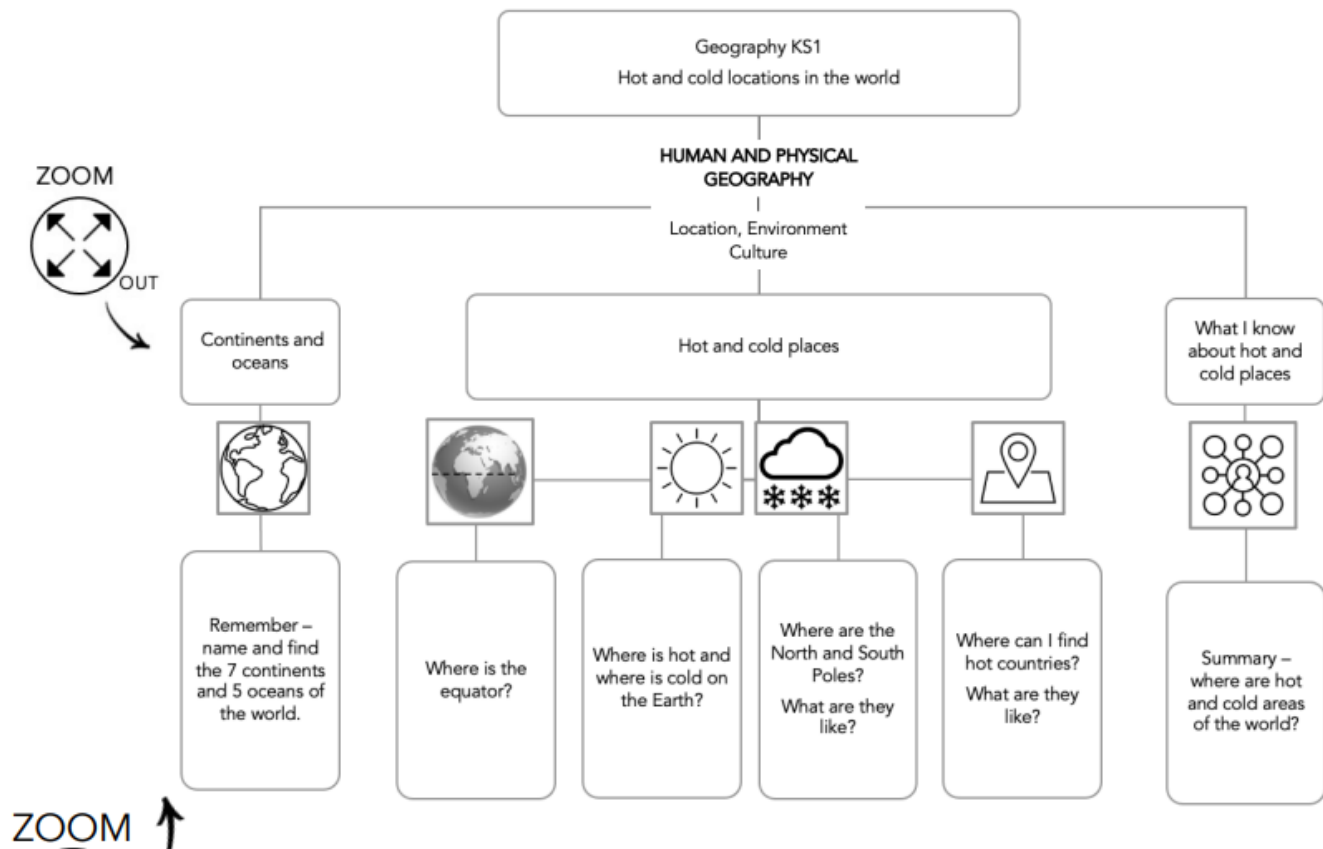 Geography KS1
Hot and cold locations in the world
HUMAN AND PHYSICAL
GEOGRAPHY
ZOOM
OUT
Location, Environment
Culture
Continents and
oceans
Hot and cold places
What I know
about hot and
cold places
Remember –
name and find
the 7 continents
and 5 oceans of
the world.
Where is the
equator?
Where is hot and
where is cold on
the Earth?
Where are the
North and South
Poles?
What are they
like?
Where can I find
hot countries?
What are they
like?
Summary –
where are hot
and cold areas
of the world?
ZOOM